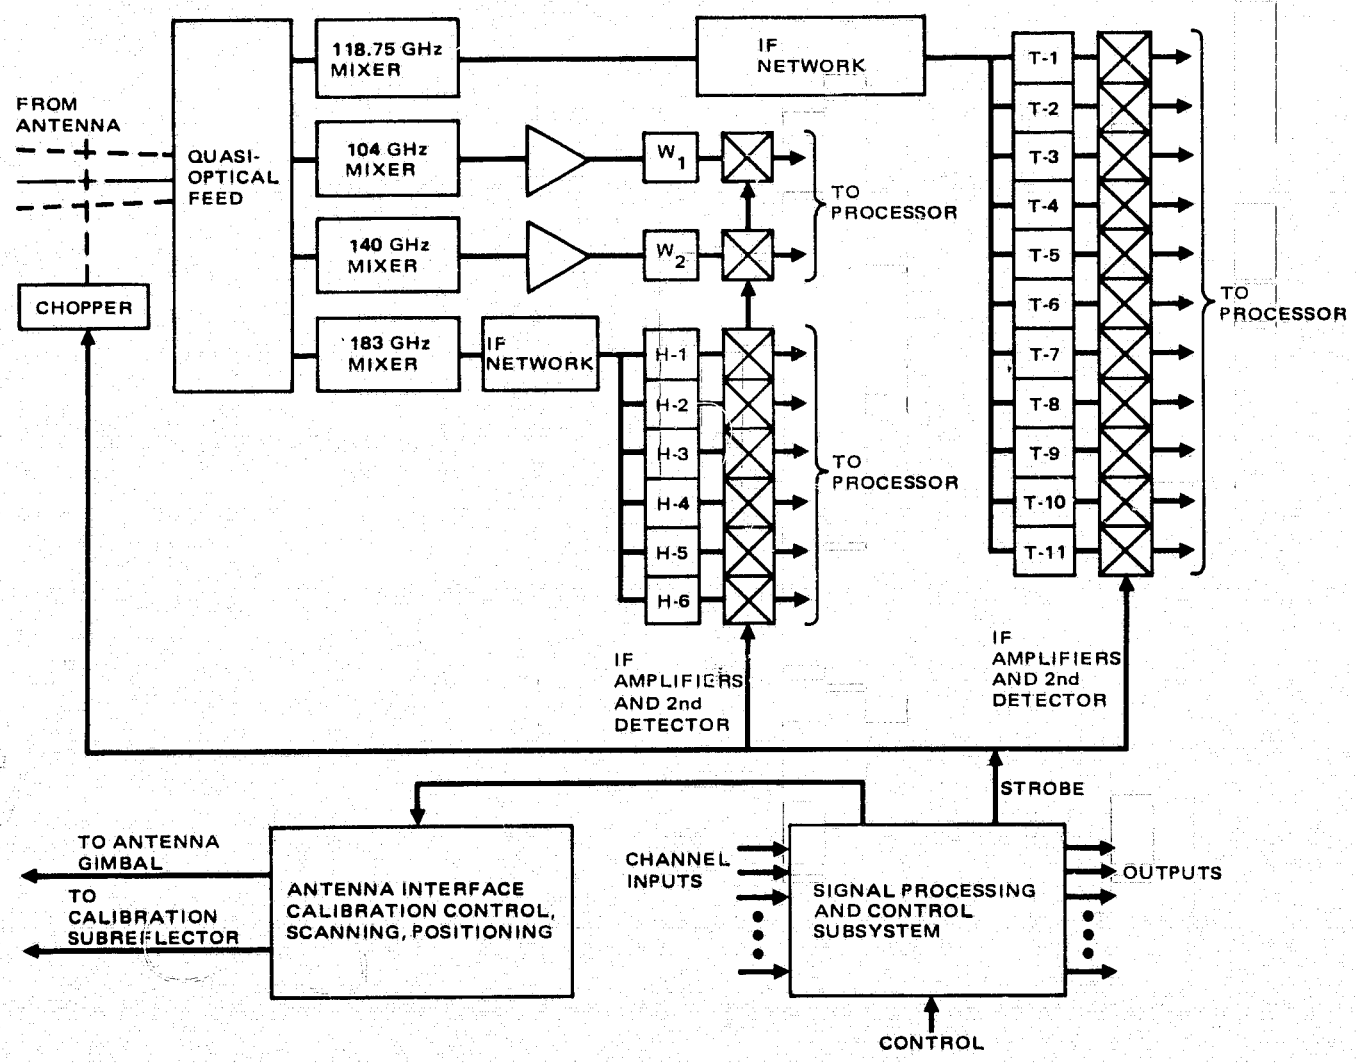 118.75 GHz
MIXER
IF
NETWORK
FROM
ANTENNA
QUASI-
OPTICAL
FEED
104 GHz
MIXER
W1
TO
PROCESSOR
140 GHz
MIXER
W2
CHOPPER
183 GHz
MIXER
IF
NETWORK
H-1
H-2
H-3
H-4
H-5
H-6
TO
PROCESSOR
T-1
T-2
T-3
T-4
T-5
T-6
T-7
T-8
T-9
T-10
T-11
TO
PROCESSOR
IF
AMPLIFIERS
AND 2nd
DETECTOR
IF
AMPLIFIERS
AND 2nd
DETECTOR
STROBE
TO ANTENNA
GIMBAL
TO
CALIBRATION
SUBREFLECTOR
ANTENNA INTERFACE
CALIBRATION CONTROL,
SCANNING, POSITIONING
CHANNEL
INPUTS
SIGNAL PROCESSING
AND CONTROL
SUBSYSTEM
OUTPUTS
CONTROL